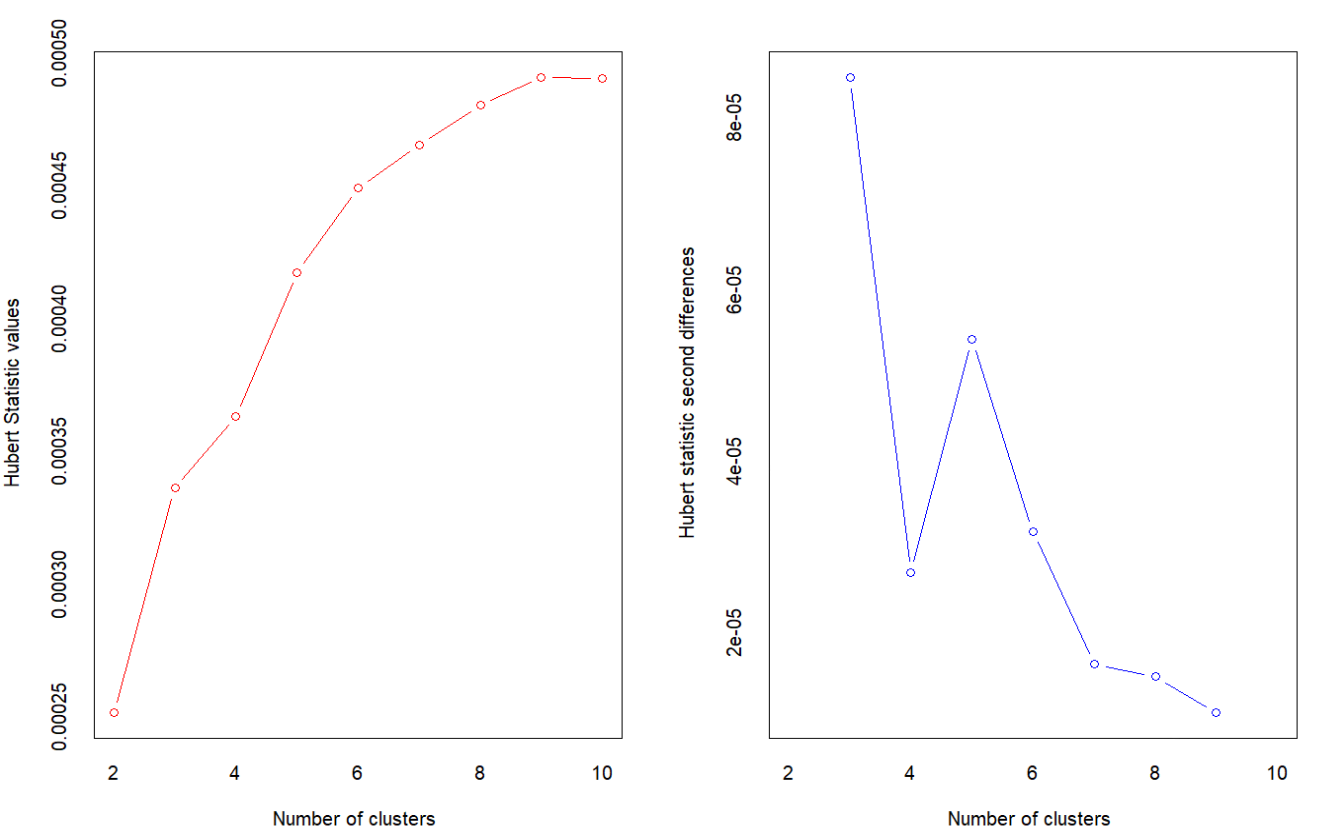 Hubert Statistic values
0.00050
0.00045
0.00040
0.00035
0.00030
0.00025
2 4 6 8 10
Number of clusters
Hubert statistic second differences
8e-05
6e-05
4e-05
2e-05
2 4 6 8 10
Number of clusters